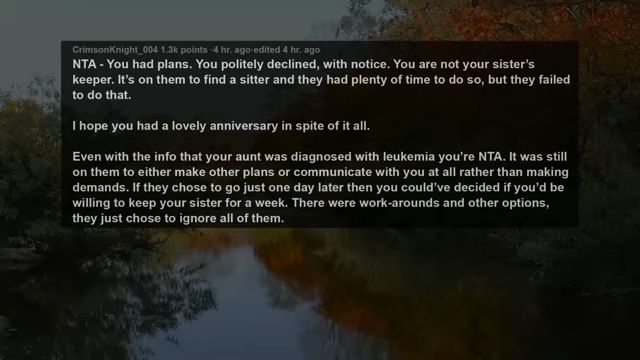 CrimsonKnight_004 1.3k points ·4 hr. ago·edited 4 hr. ago
NTA - You had plans. You politely declined, with notice. You are not your sister's
keeper. It's on them to find a sitter and they had plenty of time to do so, but they failed
to do that.
I hope you had a lovely anniversary in spite of it all.
Even with the info that your aunt was diagnosed with leukemia you're NTA. It was still
on them to either make other plans or communicate with you at all rather than making
demands. If they chose to go just one day later then you could've decided if you'd be
willing to keep your sister for a week. There were work-arounds and other options,
they just chose to ignore all of them.